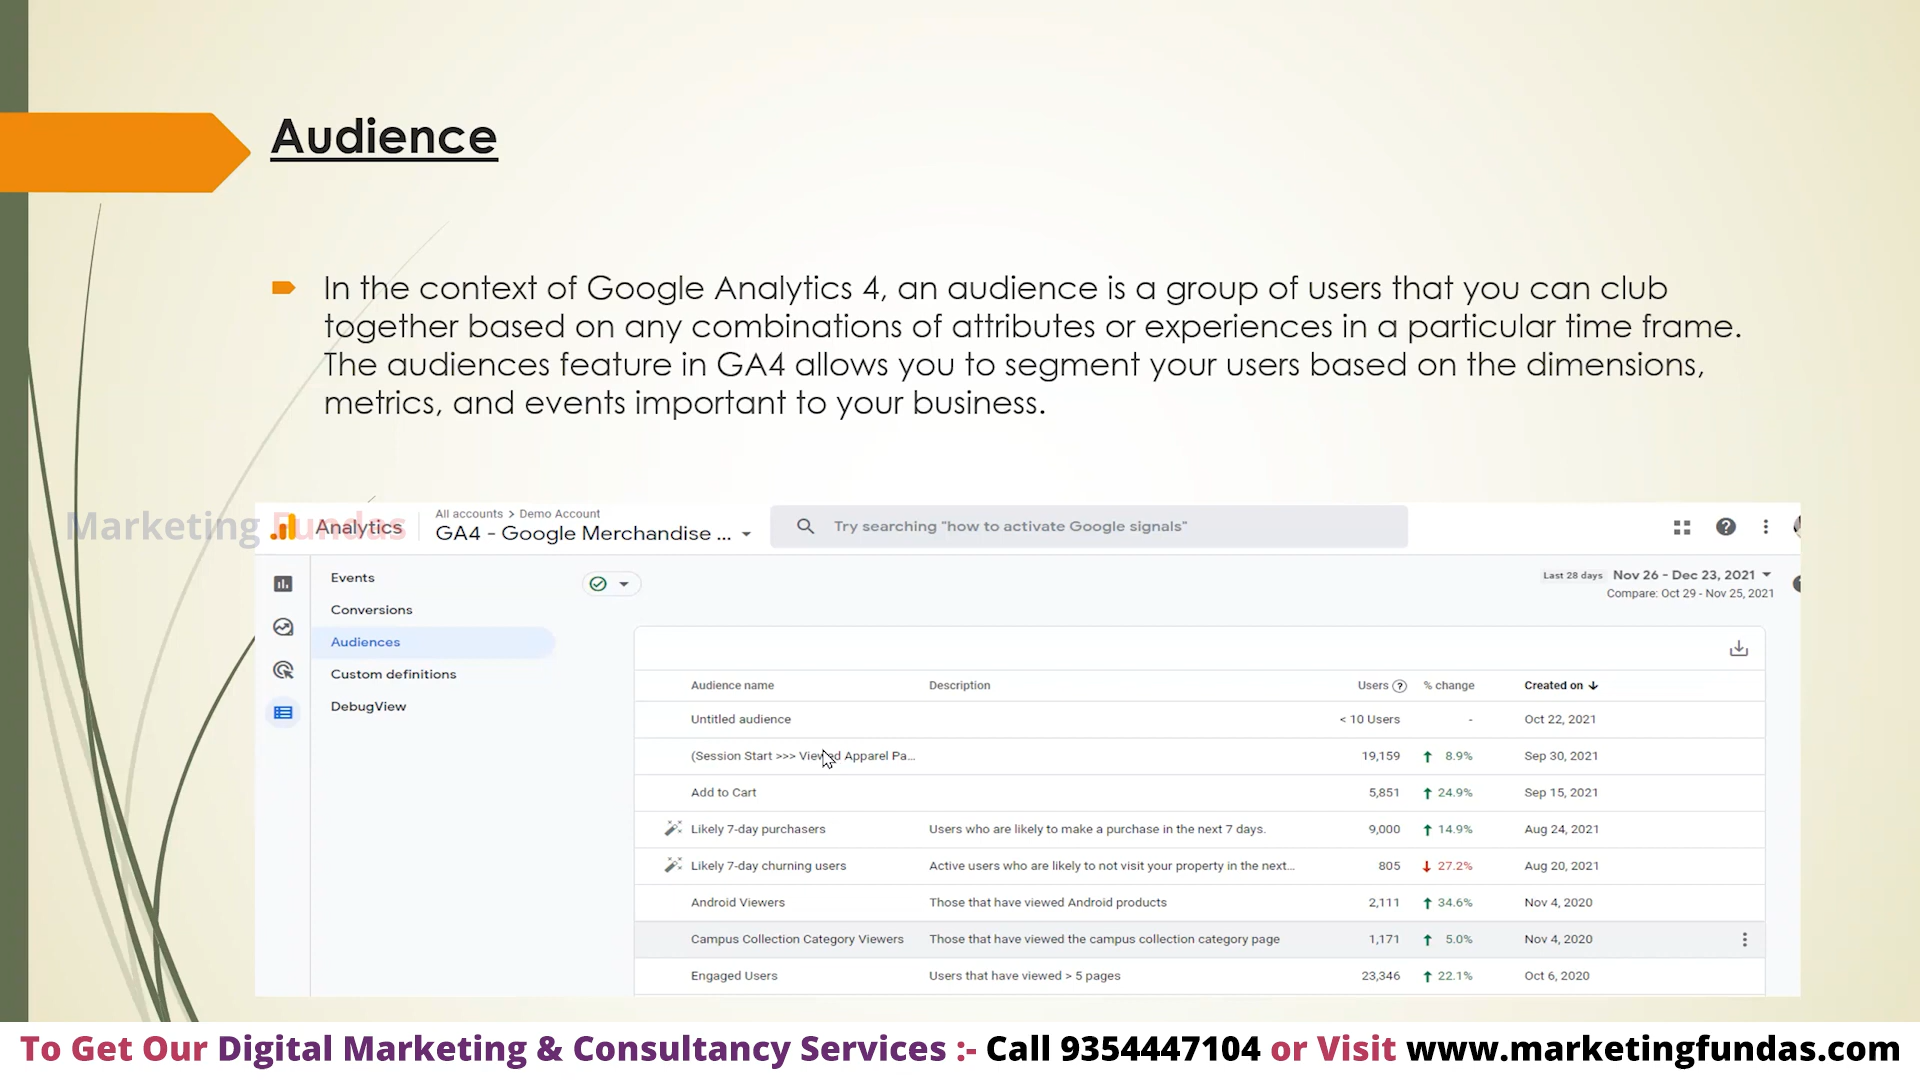 Audience
In the context of Google Analytics 4, an audience is a group of users that you can club
together based on any combinations of attributes or experiences in a particular time frame.
The audiences feature in GA4 allows you to segment your users based on the dimensions,
metrics, and events important to your business.
Marketing Fundas
Analytics
All accounts > Demo Account
GA4 - Google Merchandise ...
Try searching "how to activate Google signals"
Events
Conversions
Audiences
Custom definitions
DebugView
Last 28 days Nov 26 - Dec 23, 2021
Compare: Oct 29 - Nov 25, 2021
Audience name Description Users % change Created on
Untitled audience < 10 Users - Oct 22, 2021
(Session Start >>> Viewed Apparel Pa... 19,159 8.9% Sep 30, 2021
Add to Cart 5,851 24.9% Sep 15, 2021
Likely 7-day purchasers Users who are likely to make a purchase in the next 7 days. 9,000 14.9% Aug 24, 2021
Likely 7-day churning users Active users who are likely to not visit your property in the next... 805 27.2% Aug 20, 2021
Android Viewers Those that have viewed Android products 2,111 34.6% Nov 4, 2020
Campus Collection Category Viewers Those that have viewed the campus collection category page 1,171 5.0% Nov 4, 2020
Engaged Users Users that have viewed > 5 pages 23,346 22.1% Oct 6, 2020
To Get Our Digital Marketing & Consultancy Services :- Call 9354447104 or Visit www.marketingfundas.com